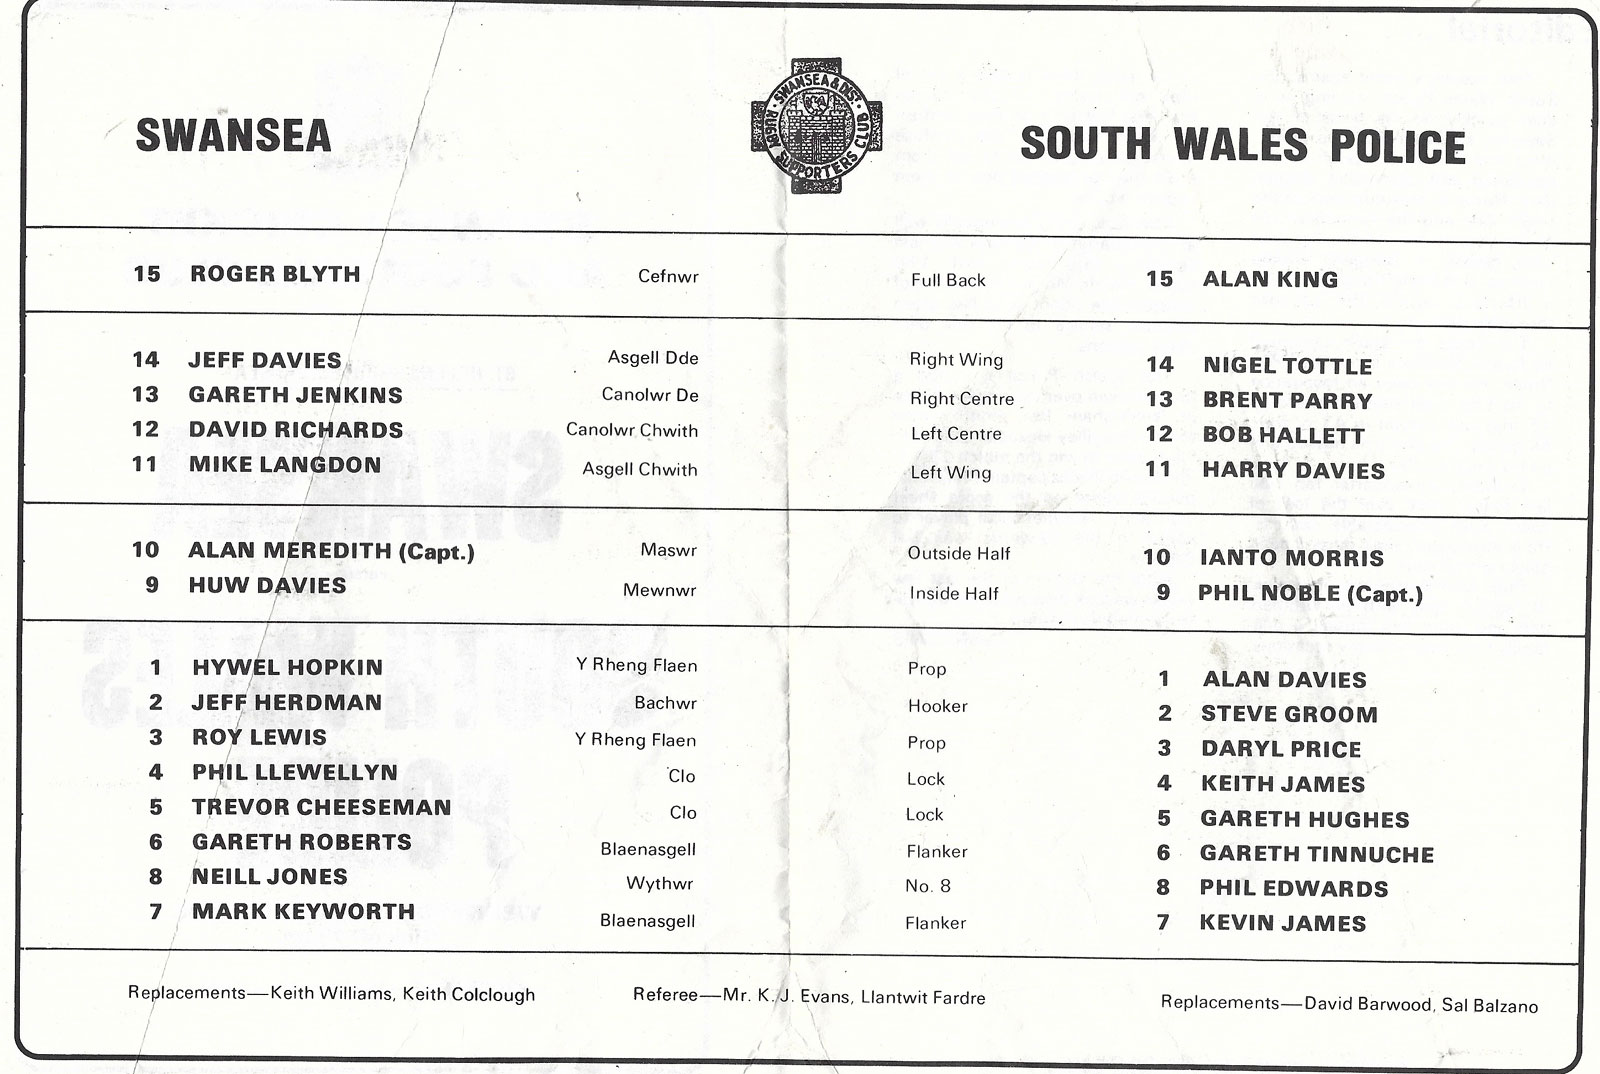 SWANSEA
SWANSEA & DIST. RUGBY SUPPORTERS CLUB
SOUTH WALES POLICE
15 ROGER BLYTH Cefnwr Full Back 15 ALAN KING
14 JEFF DAVIES Asgell Dde Right Wing 14 NIGEL TOTTLE
13 GARETH JENKINS Canolwr De Right Centre 13 BRENT PARRY
12 DAVID RICHARDS Canolwr Chwith Left Centre 12 BOB HALLETT
11 MIKE LANGDON Asgell Chwith Left Wing 11 HARRY DAVIES
10 ALAN MEREDITH (Capt.) Maswr Outside Half 10 IANTO MORRIS
9 HUW DAVIES Mewnwr Inside Half 9 PHIL NOBLE (Capt.)
1 HYWEL HOPKIN Y Rheng Flaen Prop 1 ALAN DAVIES
2 JEFF HERDMAN Bachwr Hooker 2 STEVE GROOM
3 ROY LEWIS Y Rheng Flaen Prop 3 DARYL PRICE
4 PHIL LLEWELLYN Clo Lock 4 KEITH JAMES
5 TREVOR CHEESEMAN Clo Lock 5 GARETH HUGHES
6 GARETH ROBERTS Blaenasgell Flanker 6 GARETH TINNUCHE
8 NEILL JONES Wythwr No. 8 8 PHIL EDWARDS
7 MARK KEYWORTH Blaenasgell Flanker 7 KEVIN JAMES
Replacements—Keith Williams, Keith Colclough Referee—Mr. K. J. Evans, Llantwit Fardre Replacements—David Barwood, Sal Balzano